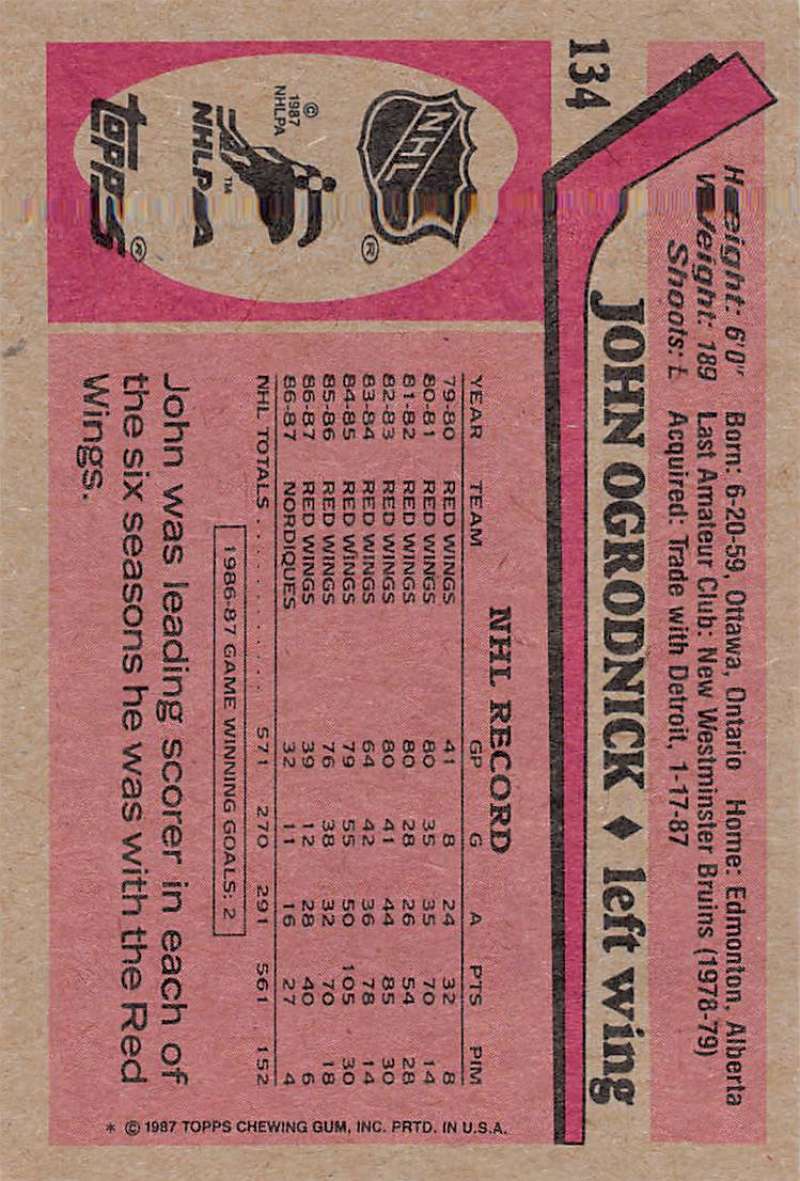 134
Height: 6'0" Born: 6-20-59, Ottawa, Ontario Home: Edmonton, Alberta
Weight: 189 Last Amateur Club: New Westminster Bruins (1978-79)
Shoots: L Acquired: Trade with Detroit, 1-17-87
JOHN OGRODNICK ♦ left wing
NHL
®
© 1987
NHLPA
TM
NHLPA
TOPPS®
NHL RECORD
YEAR TEAM GP G A PTS PIM
79-80 RED WINGS 41 8 24 32 8
80-81 RED WINGS 80 35 35 70 14
81-82 RED WINGS 80 28 26 54 28
82-83 RED WINGS 80 41 44 85 30
83-84 RED WINGS 64 42 36 78 14
84-85 RED WINGS 79 55 50 105 30
85-86 RED WINGS 76 38 32 70 18
86-87 RED WINGS 39 12 28 40 6
86-87 NORDIQUES 32 11 16 27 4
NHL TOTALS . . . . . . . . . . . . 571 270 291 561 152
1986-87 GAME WINNING GOALS: 2
John was leading scorer in each of
the six seasons he was with the Red
Wings.
* © 1987 TOPPS CHEWING GUM, INC. PRTD. IN U.S.A.